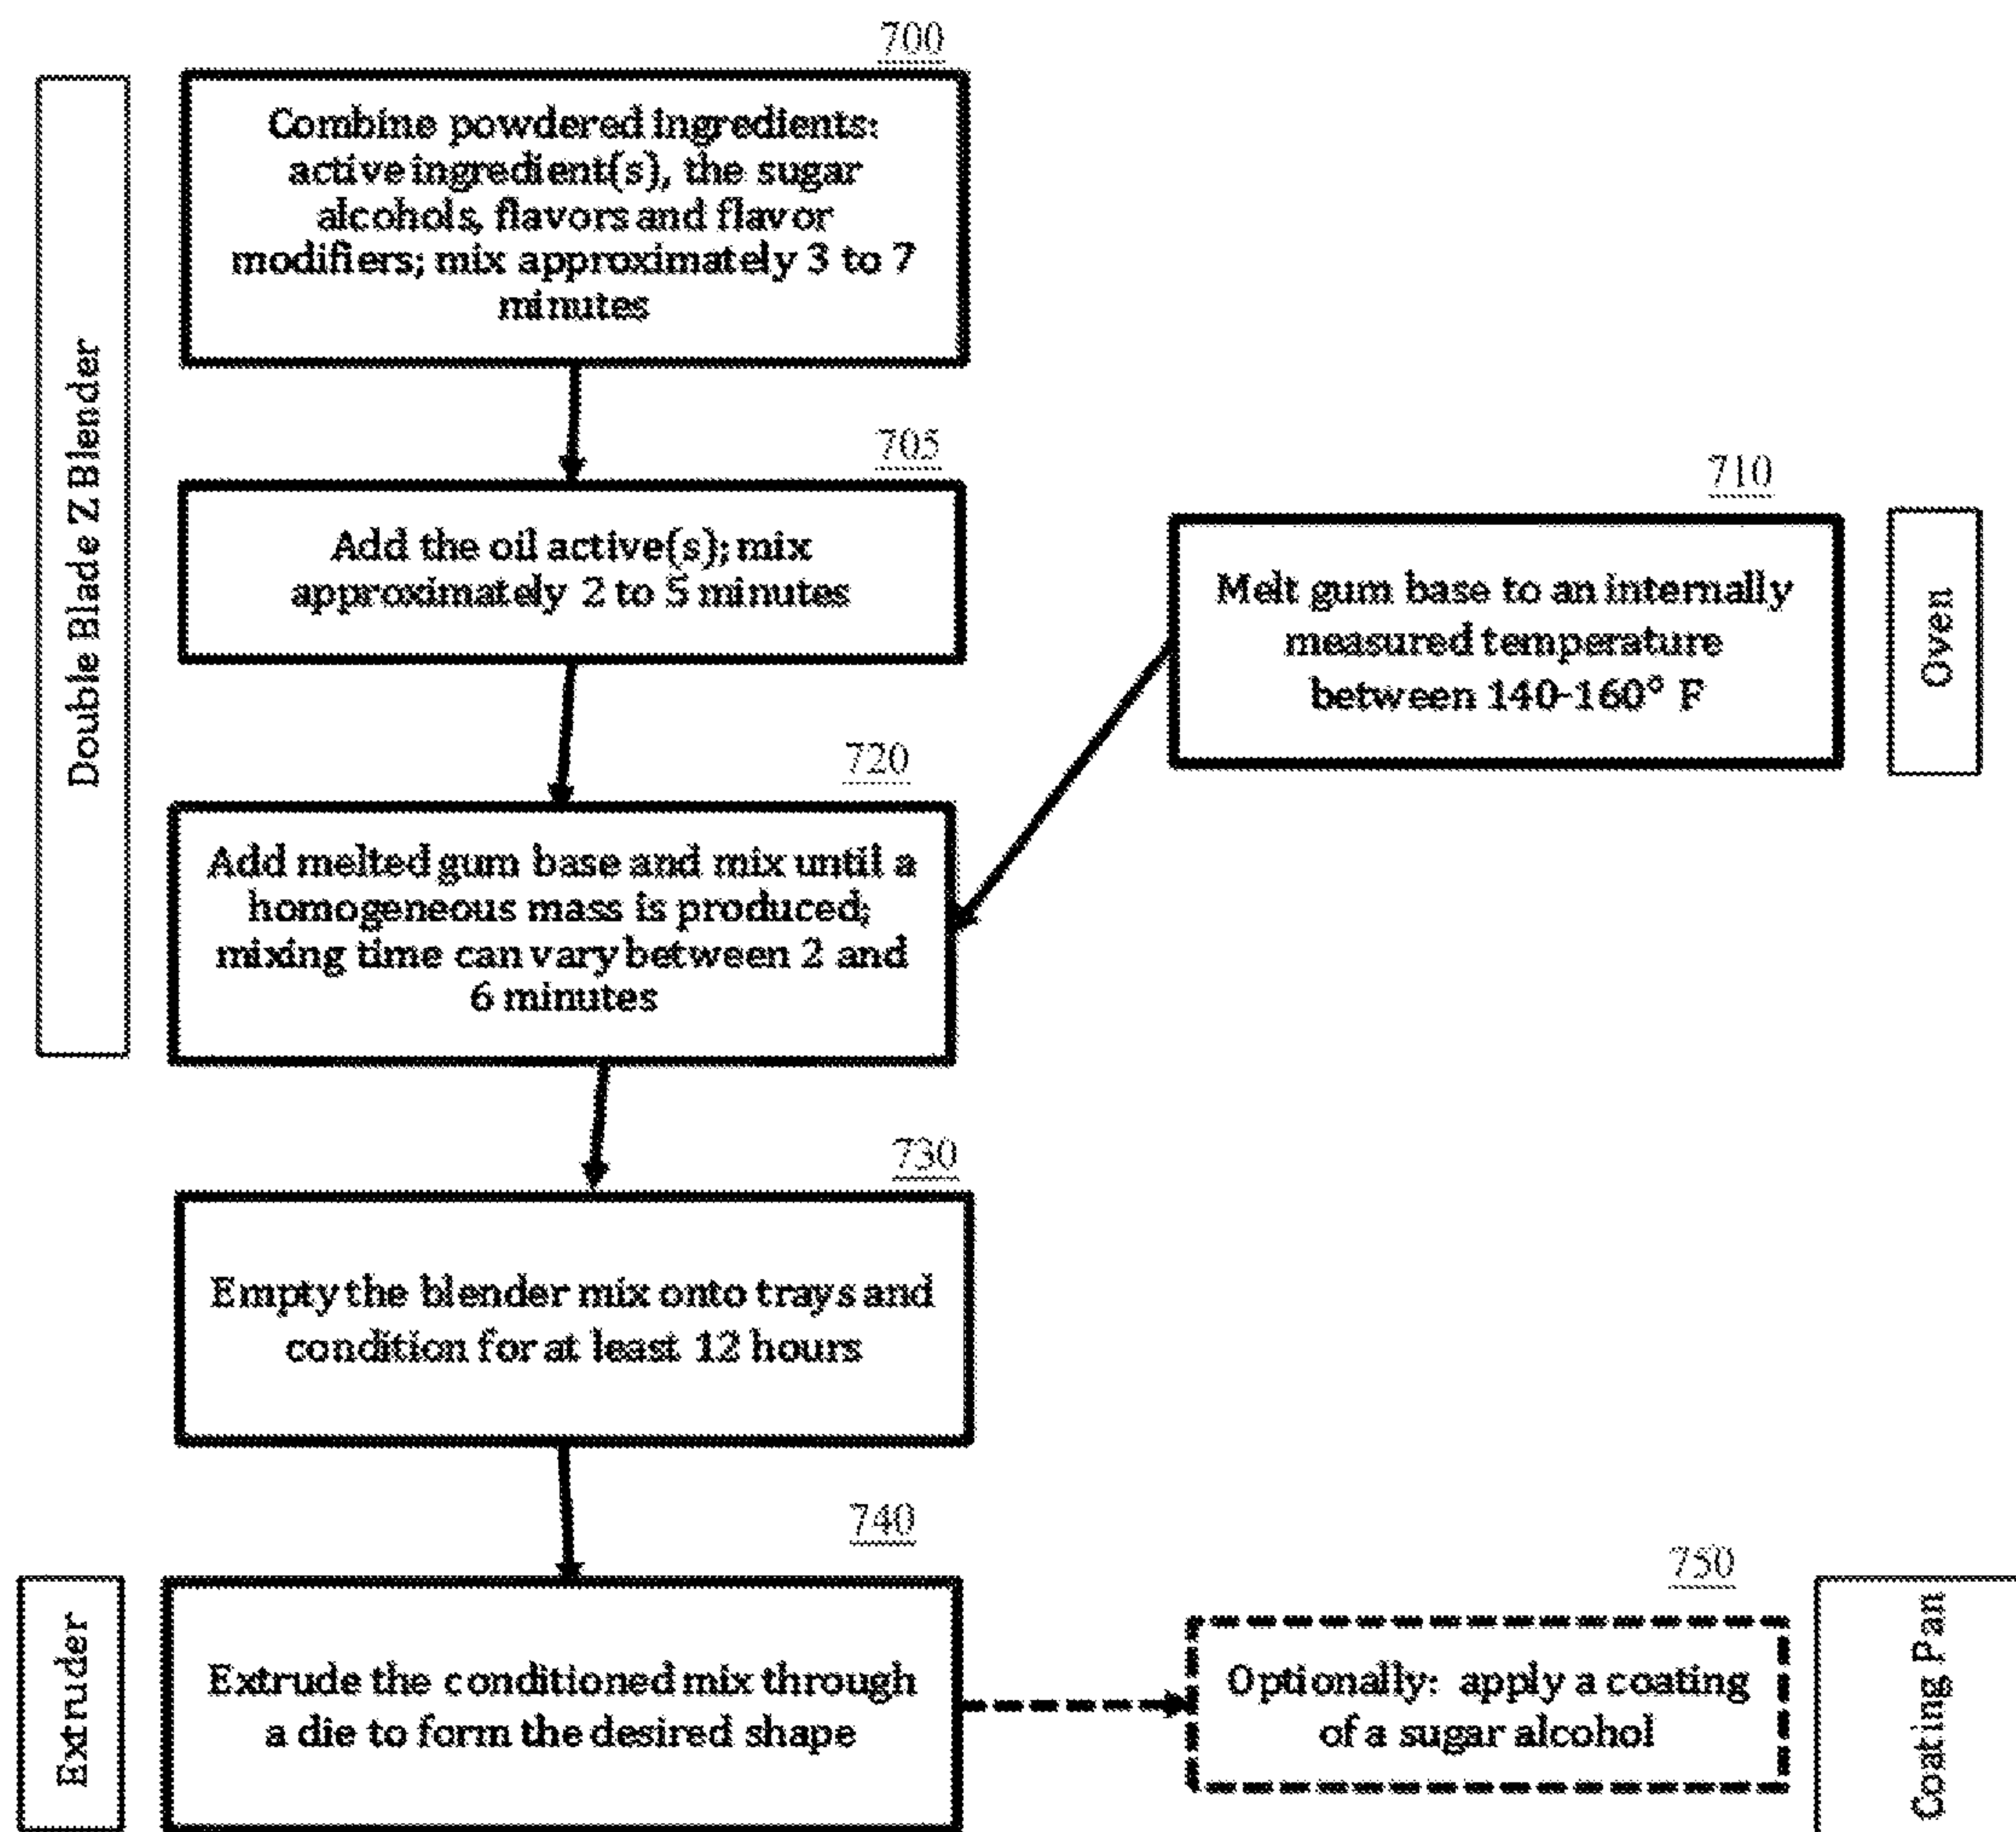 700
Combine powdered ingredients:
active ingredient(s), the sugar
alcohols, flavors and flavor
modifiers; mix approximately 3 to 7
minutes
Double Blade Z Blender
705
Add the oil active(s); mix
approximately 2 to 5 minutes
710
Melt gum base to an internally
measured temperature
between 140-160° F
Oven
720
Add melted gum base and mix until a
homogeneous mass is produced;
mixing time can vary between 2 and
6 minutes
730
Empty the blender mix onto trays and
condition for at least 12 hours
740
Extruder
Extrude the conditioned mix through
a die to form the desired shape
750
Optionally: apply a coating
of a sugar alcohol
Coating Pan